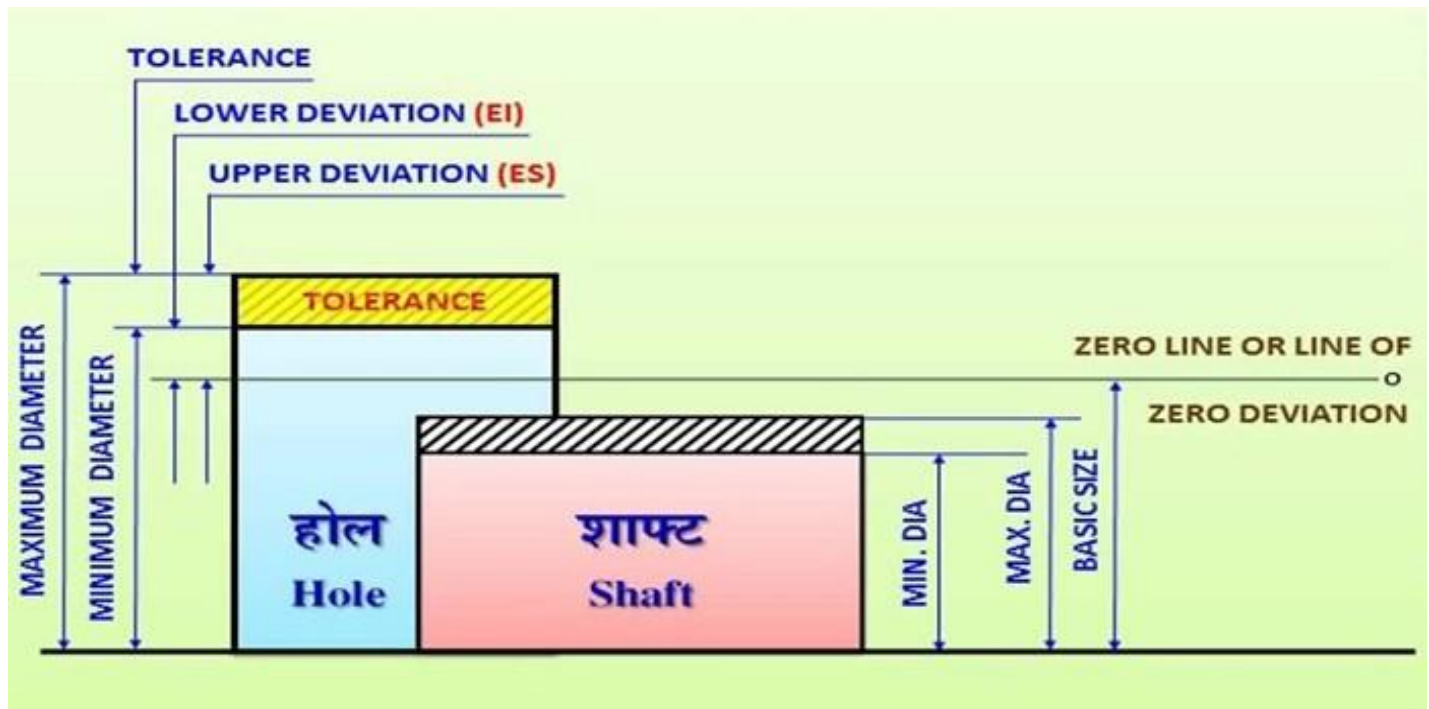 TOLERANCE
LOWER DEVIATION (EI)
UPPER DEVIATION (ES)
TOLERANCE
MAXIMUM DIAMETER
MINIMUM DIAMETER
ZERO LINE OR LINE OF
O
ZERO DEVIATION
होल
Hole
शाफ्ट
Shaft
MIN. DIA
MAX. DIA
BASIC SIZE